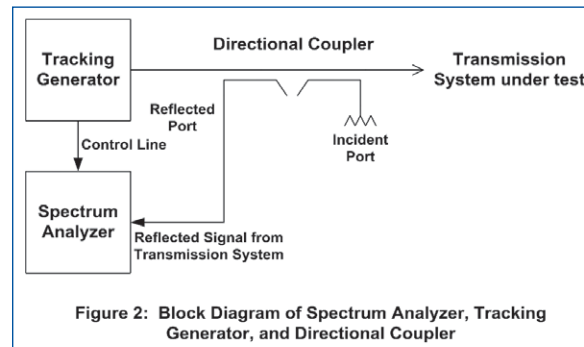 Tracking
Generator
Directional Coupler
Transmission
System under test
Reflected
Port
Incident
Port
Control Line
Spectrum
Analyzer
Reflected Signal from
Transmission System
Figure 2: Block Diagram of Spectrum Analyzer, Tracking
Generator, and Directional Coupler